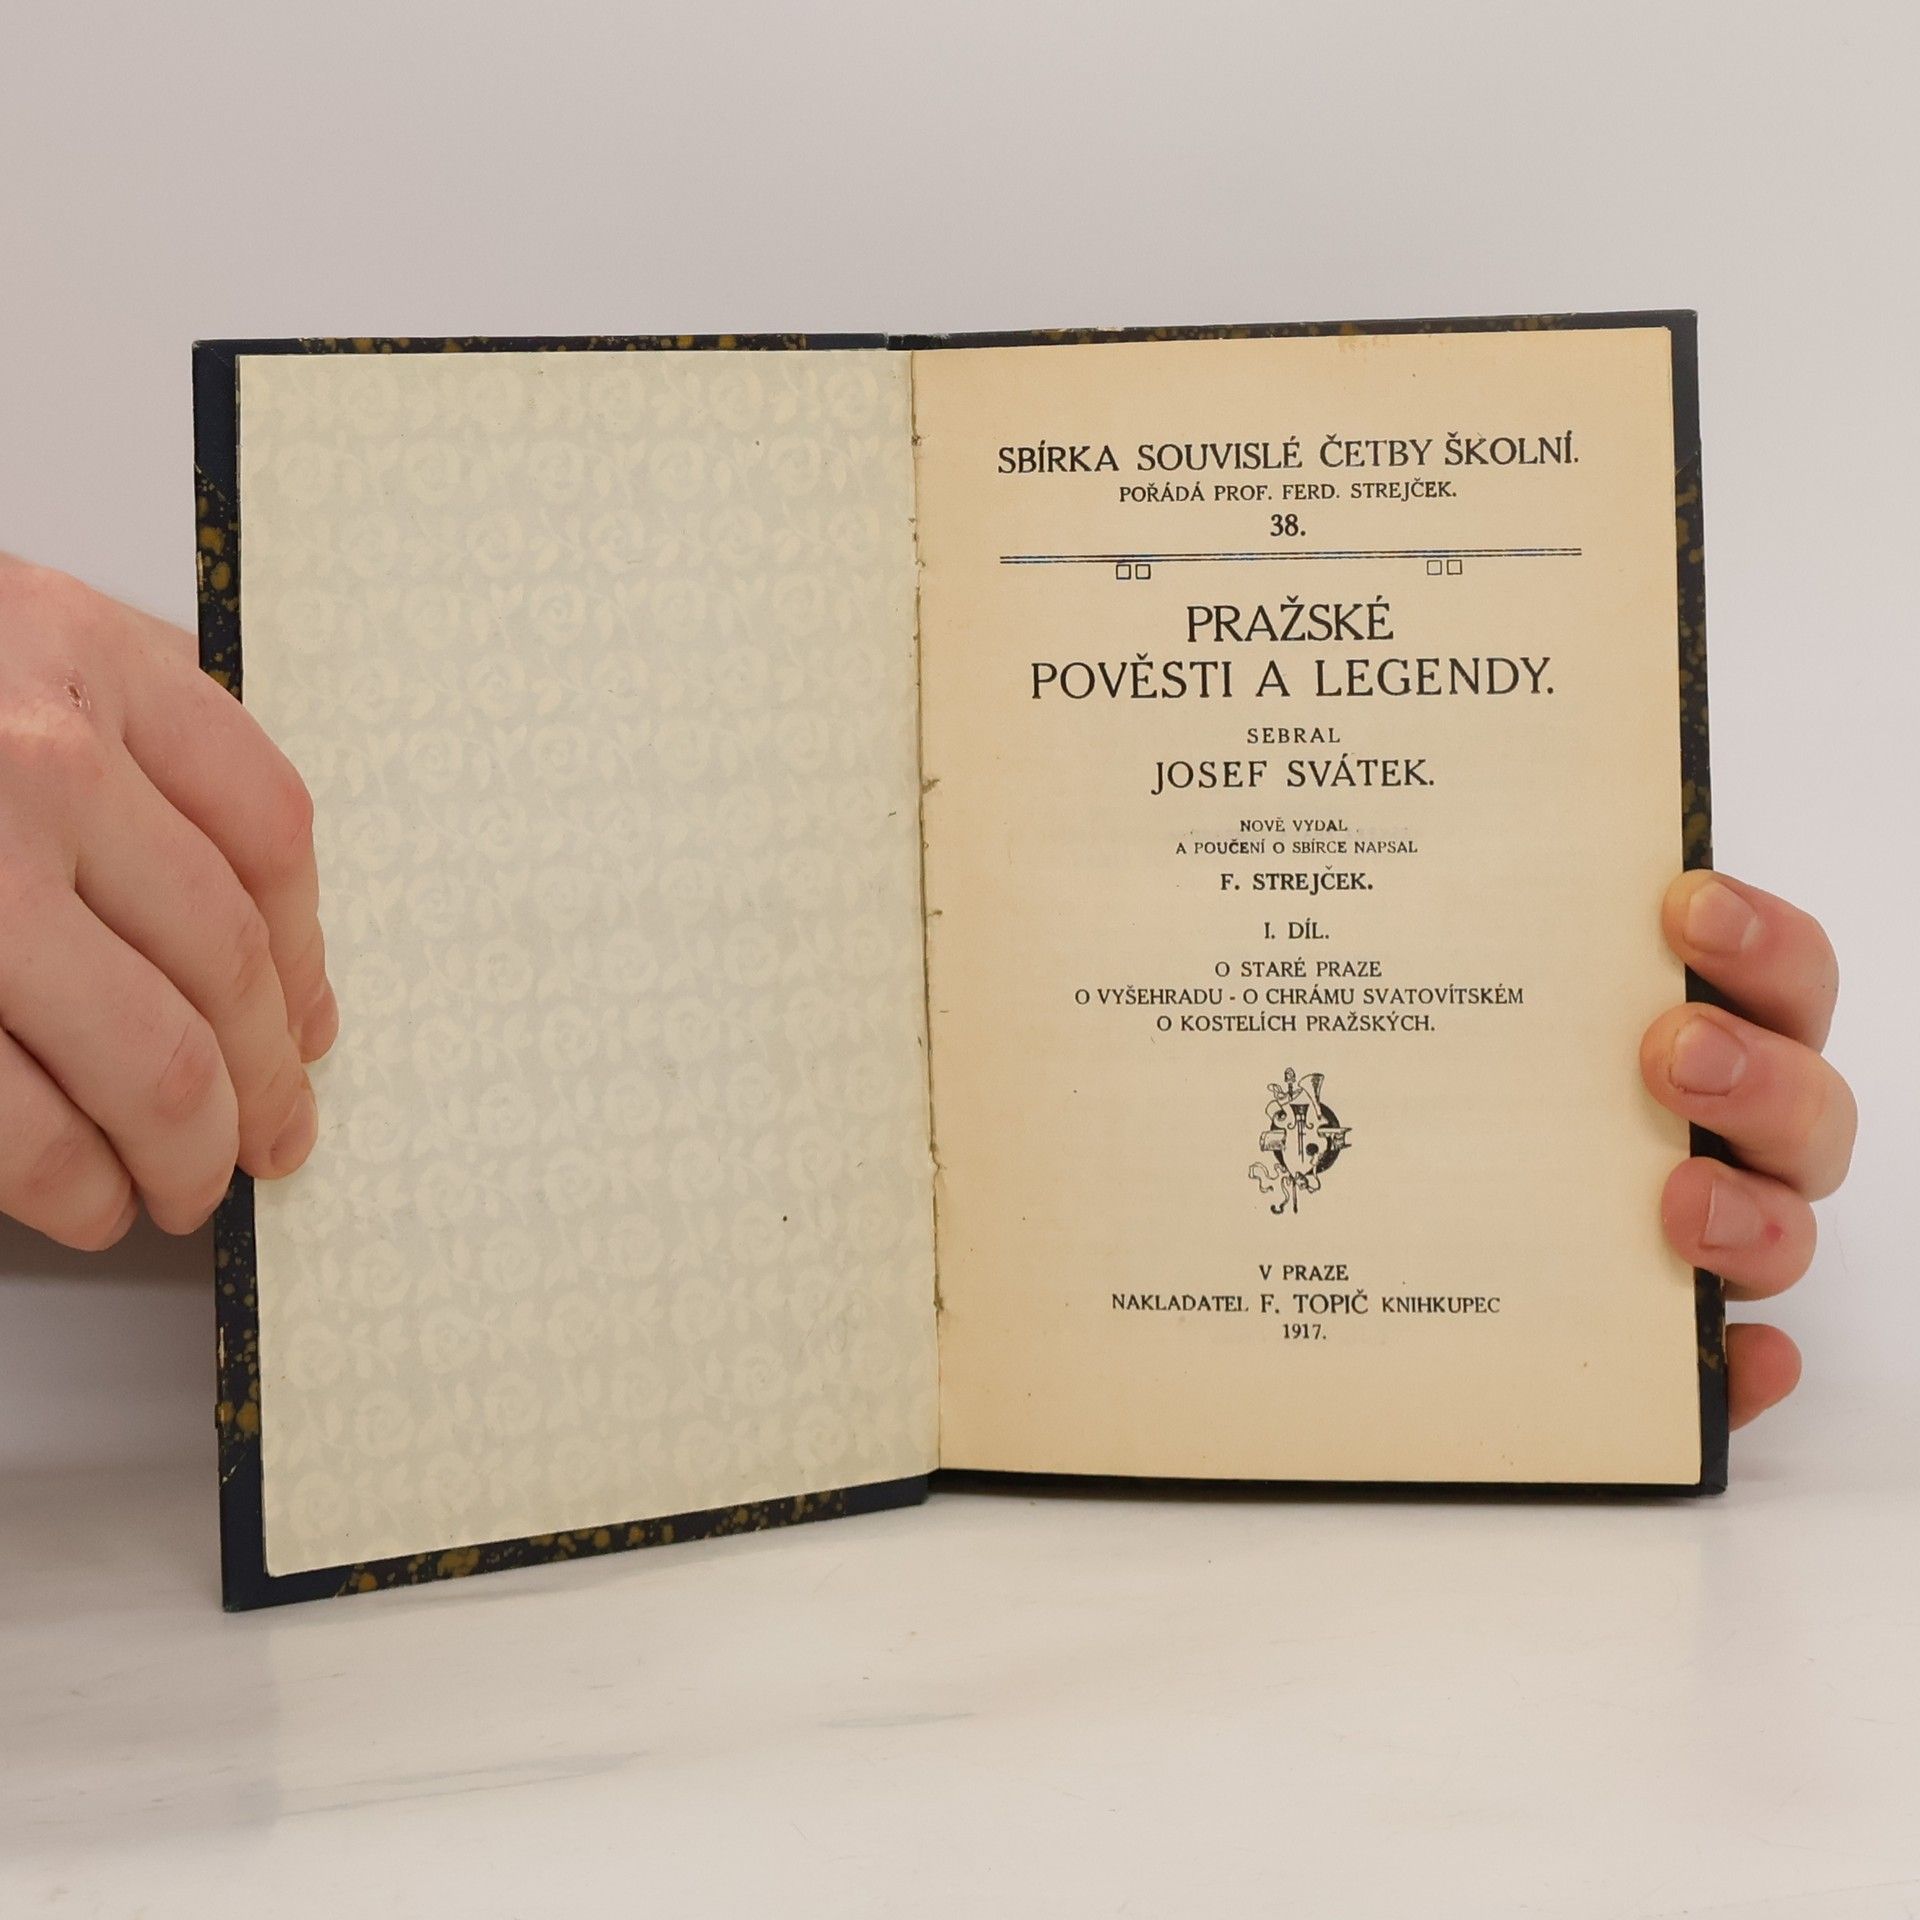 SBÍRKA SOUVISLÉ ČETBY ŠKOLNÍ.
POŘÁDÁ PROF. FERD. STREJČEK.
38.
PRAŽSKÉ
POVĚSTI A LEGENDY.
SEBRAL
JOSEF SVÁTEK.
NOVĚ VYDAL
A POUČENÍ O SBÍRCE NAPSAL
F. STREJČEK.
I. DÍL.
O STARÉ PRAZE
O VYŠEHRADU - O CHRÁMU SVATOVÍTSKÉM
O KOSTELÍCH PRAŽSKÝCH.
V PRAZE
NAKLADATEL F. TOPIČ KNIHKUPEC
1917.